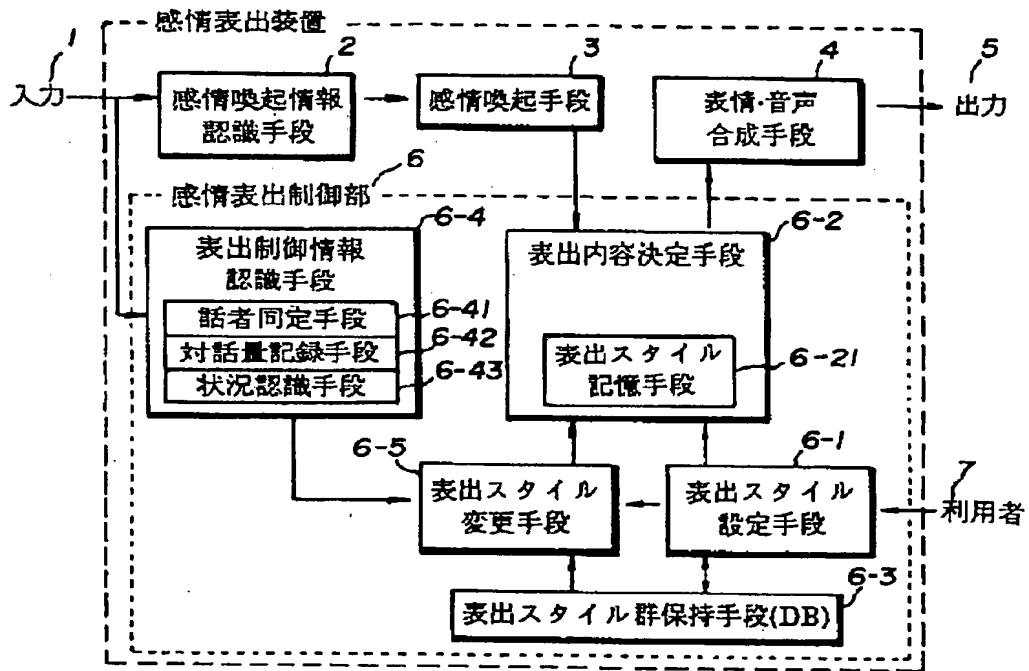 感情表出装置
1
入力
2
感情喚起情報
認識手段
3
感情喚起手段
4
表情・音声
合成手段
5
出力
感情表出制御部
6
6-4
表出制御情報
認識手段
話者同定手段
6-41
対話量記録手段
6-42
状況認識手段
6-43
6-2
表出内容決定手段
表出スタイル
記憶手段
6-21
6-5
表出スタイル
変更手段
6-1
表出スタイル
設定手段
7
利用者
6-3
表出スタイル群保持手段(DB)